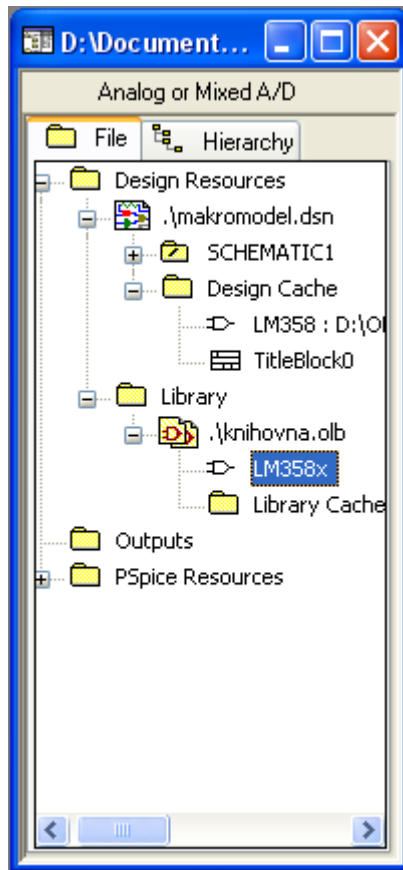 D:\Document...
Analog or Mixed A/D
File Hierarchy
Design Resources
.\makromodel.dsn
SCHEMATIC1
Design Cache
LM358 : D:\Ol
TitleBlock0
Library
.\knihovna.olb
LM358x
Library Cache
Outputs
PSpice Resources